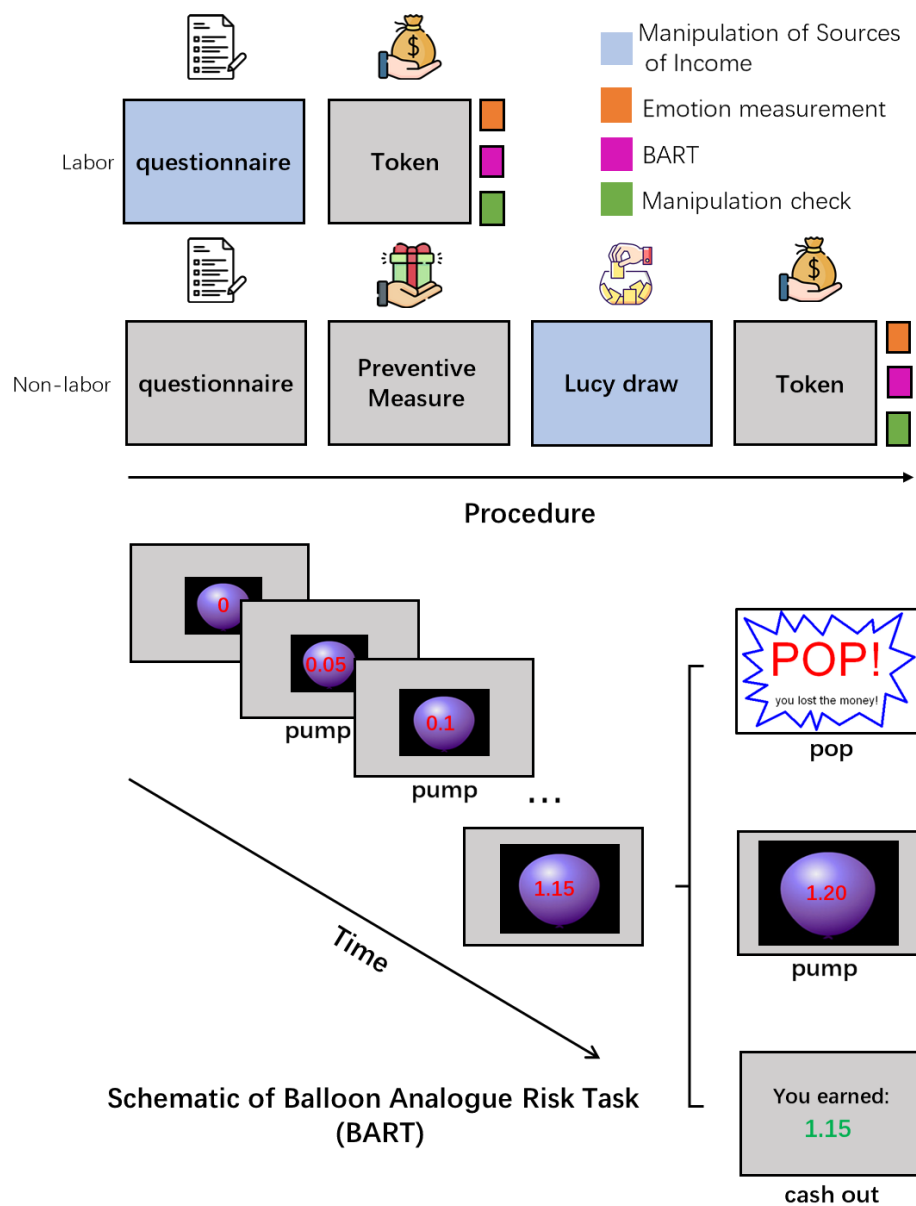 Manipulation of Sources
of Income
Emotion measurement
BART
Manipulation check
Labor
questionnaire
Token
$
Non-labor
questionnaire
Preventive
Measure
Lucy draw
Token
$
Procedure
0
0.05
pump
0.1
pump
...
1.15
Time
POP!
you lost the money!
pop
1.20
pump
You earned:
1.15
cash out
Schematic of Balloon Analogue Risk Task
(BART)